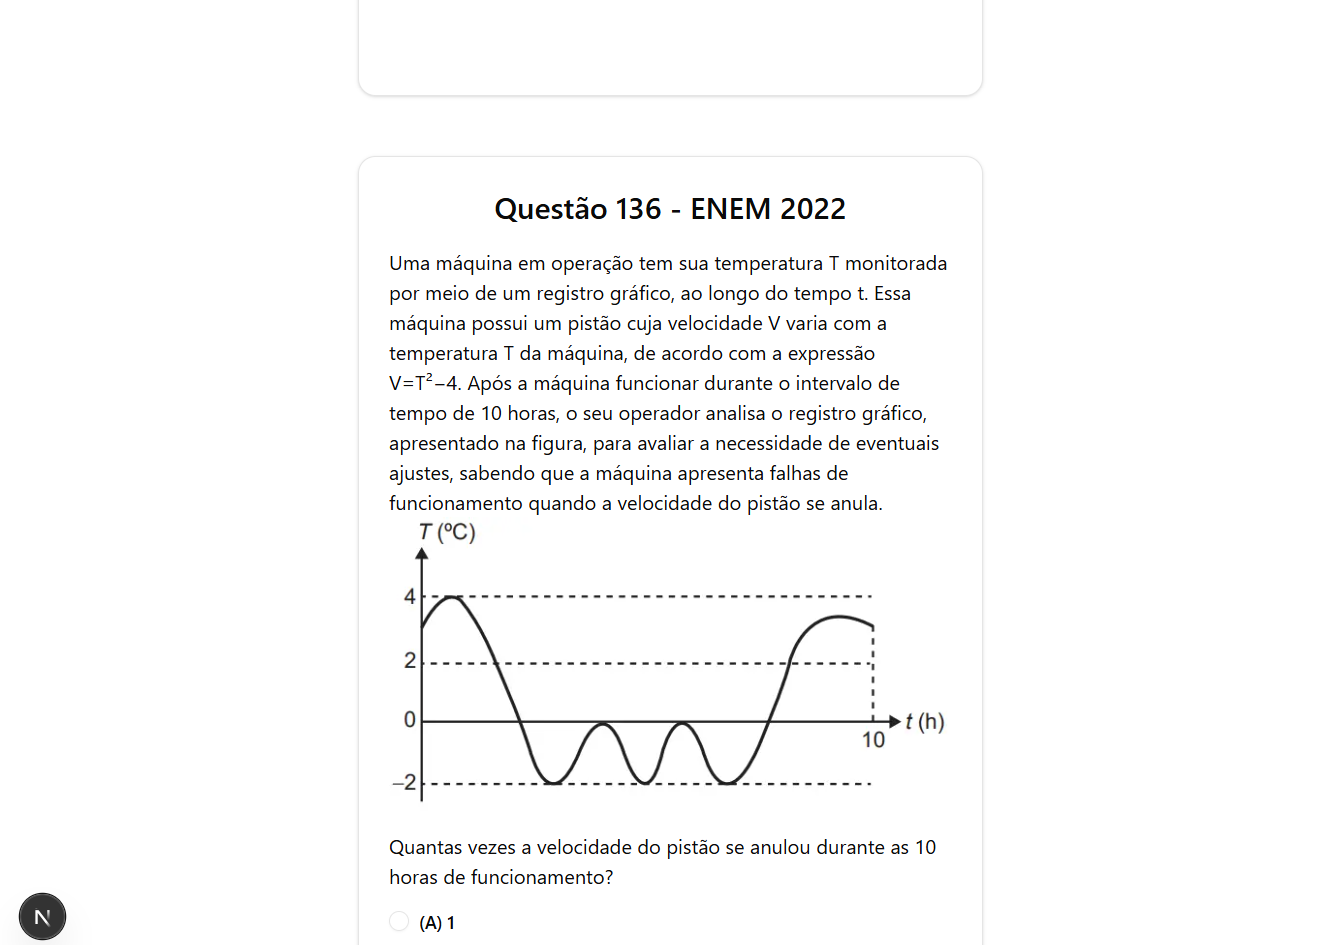 Questão 136 - ENEM 2022
Uma máquina em operação tem sua temperatura T monitorada
por meio de um registro gráfico, ao longo do tempo t. Essa
máquina possui um pistão cuja velocidade V varia com a
temperatura T da máquina, de acordo com a expressão
V=T²−4. Após a máquina funcionar durante o intervalo de
tempo de 10 horas, o seu operador analisa o registro gráfico,
apresentado na figura, para avaliar a necessidade de eventuais
ajustes, sabendo que a máquina apresenta falhas de
funcionamento quando a velocidade do pistão se anula.
T (ºC)
4
2
0
t (h)
10
–2
Quantas vezes a velocidade do pistão se anulou durante as 10
horas de funcionamento?
(A) 1
N